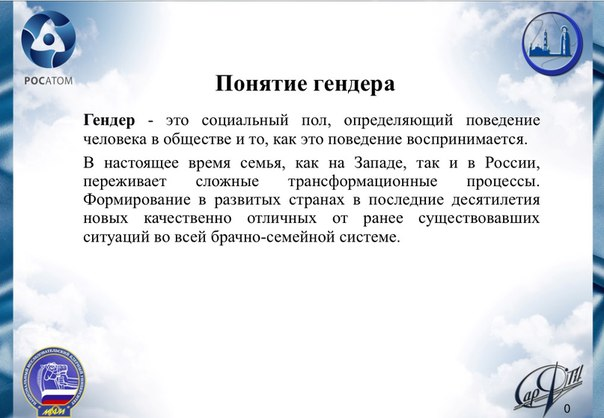 РОСАТОМ
Понятие гендера
Гендер - это социальный пол, определяющий поведение
человека в обществе и то, как это поведение воспринимается.
В настоящее время семья, как на Западе, так и в России,
переживает сложные трансформационные процессы.
Формирование в развитых странах в последние десятилетия
новых качественно отличных от ранее существовавших
ситуаций во всей брачно-семейной системе.
МИФИ
СарФТИ
0